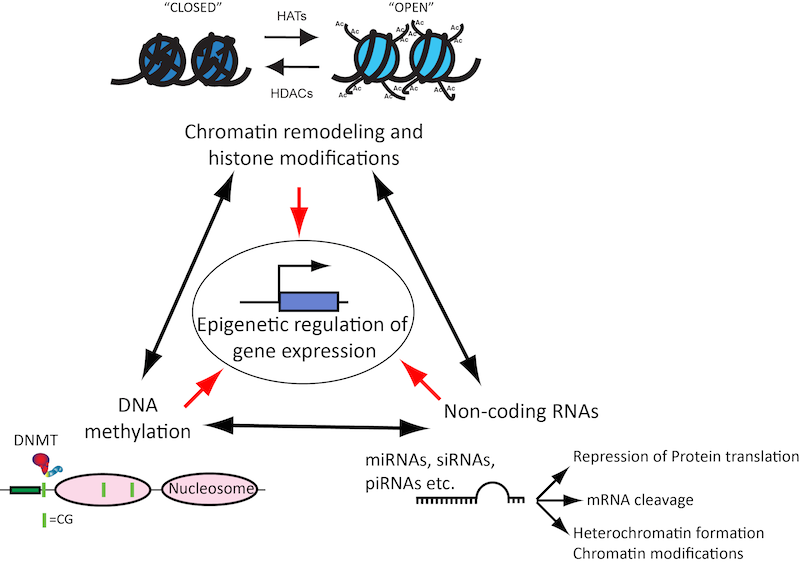 "CLOSED"
HATs
"OPEN"
HDACs
Ac Ac Ac Ac Ac Ac Ac Ac
Ac Ac Ac Ac
Chromatin remodeling and
histone modifications
Epigenetic regulation of
gene expression
DNA
methylation
DNMT
Nucleosome
=CG
Non-coding RNAs
miRNAs, siRNAs,
piRNAs etc.
Repression of Protein translation
mRNA cleavage
Heterochromatin formation
Chromatin modifications